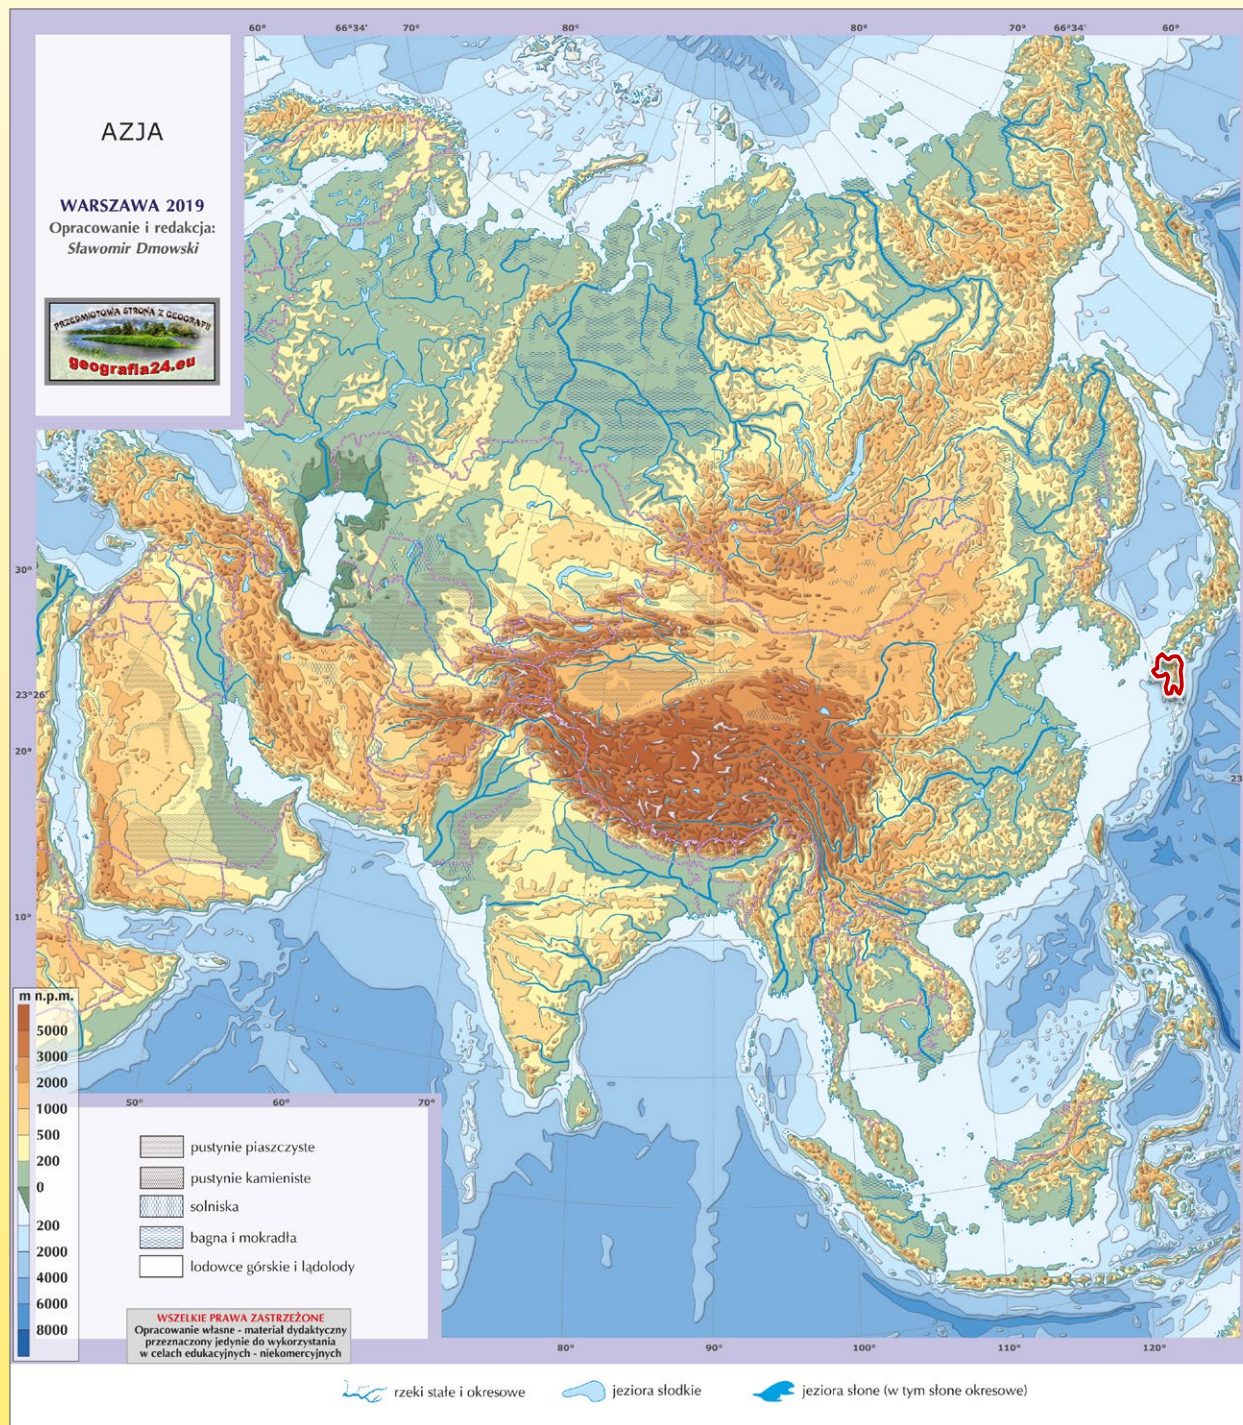 60° 66°34' 70° 80° 80° 70° 66°34' 60°
AZJA
WARSZAWA 2019
Opracowanie i redakcja:
Sławomir Dmowski
PRZEDMIOTOWA STRONA Z GEOGRAFII
geografia24.eu
30°
23°26'
20°
23
10°
m n.p.m.
5000
3000
2000
1000
500
200
0
200
2000
4000
6000
8000
50° 60° 70°
pustynie piaszczyste
pustynie kamieniste
solniska
bagna i mokradła
lodowce górskie i lądolody
WSZELKIE PRAWA ZASTRZEŻONE
Opracowanie własne - materiał dydaktyczny
przeznaczony jedynie do wykorzystania
w celach edukacyjnych - niekomercyjnych
80° 90° 100° 110° 120°
rzeki stałe i okresowe jeziora słodkie jeziora słone (w tym słone okresowe)